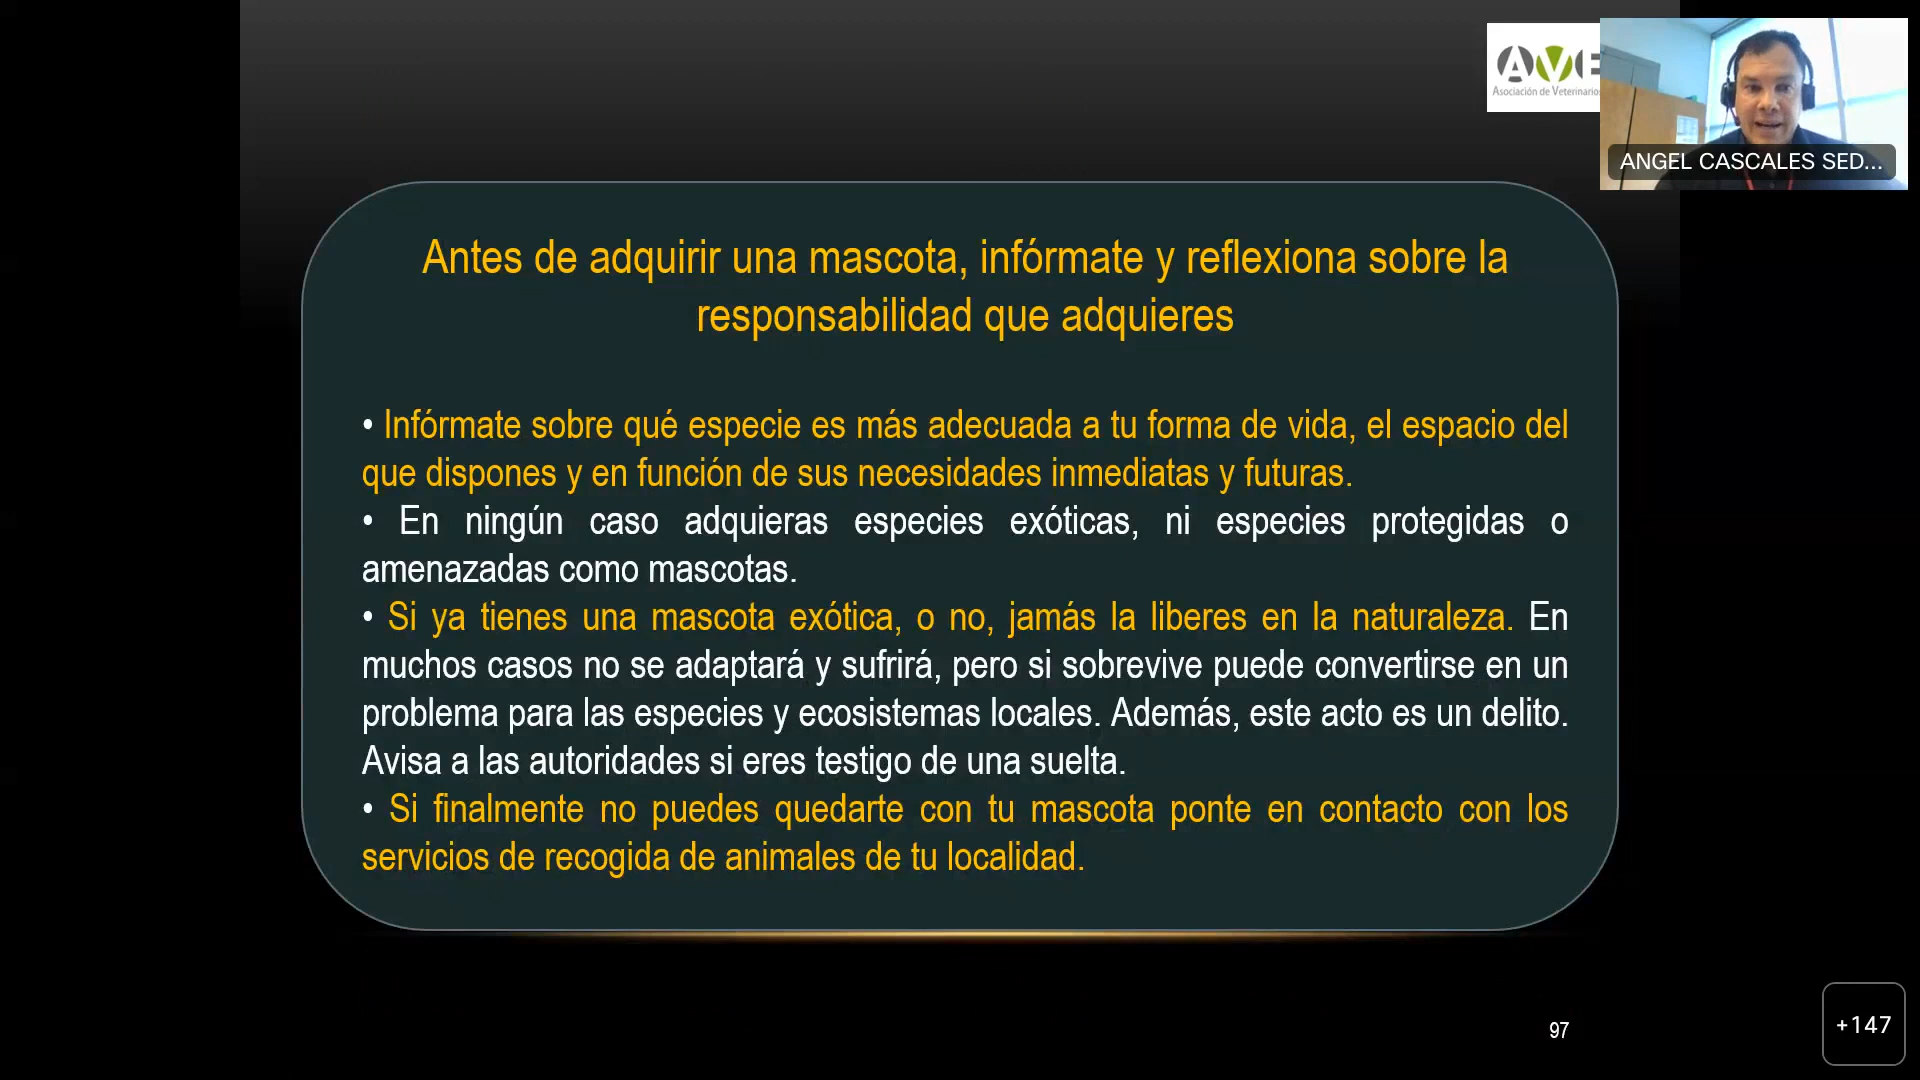 AVE
Asociación de Veterinarios
ANGEL CASCALES SED...
Antes de adquirir una mascota, infórmate y reflexiona sobre la
responsabilidad que adquieres
• Infórmate sobre qué especie es más adecuada a tu forma de vida, el espacio del
que dispones y en función de sus necesidades inmediatas y futuras.
• En ningún caso adquieras especies exóticas, ni especies protegidas o
amenazadas como mascotas.
• Si ya tienes una mascota exótica, o no, jamás la liberes en la naturaleza. En
muchos casos no se adaptará y sufrirá, pero si sobrevive puede convertirse en un
problema para las especies y ecosistemas locales. Además, este acto es un delito.
Avisa a las autoridades si eres testigo de una suelta.
• Si finalmente no puedes quedarte con tu mascota ponte en contacto con los
servicios de recogida de animales de tu localidad.
97
+147